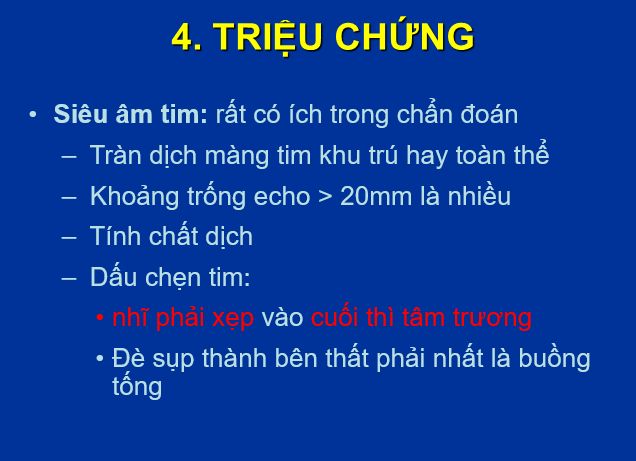 4. TRIỆU CHỨNG
• Siêu âm tim: rất có ích trong chẩn đoán
– Tràn dịch màng tim khu trú hay toàn thể
– Khoảng trống echo > 20mm là nhiều
– Tính chất dịch
– Dấu chẹn tim:
• nhĩ phải xẹp vào cuối thì tâm trương
• Đè sụp thành bên thất phải nhất là buồng
tống